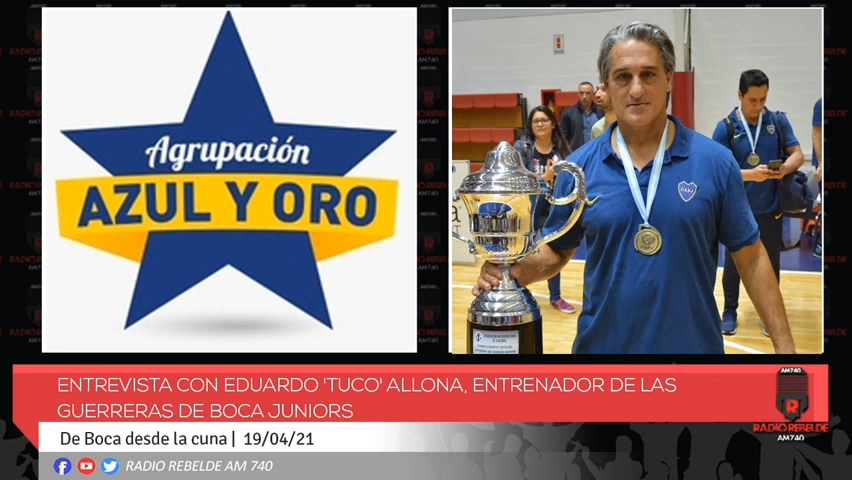 Agrupación
AZUL Y ORO
CABJ
ENTREVISTA CON EDUARDO 'TUCO' ALLONA, ENTRENADOR DE LAS
GUERRERAS DE BOCA JUNIORS
De Boca desde la cuna | 19/04/21
RADIO REBELDE AM 740
AM740
R
RADIO REBELDE
AM740